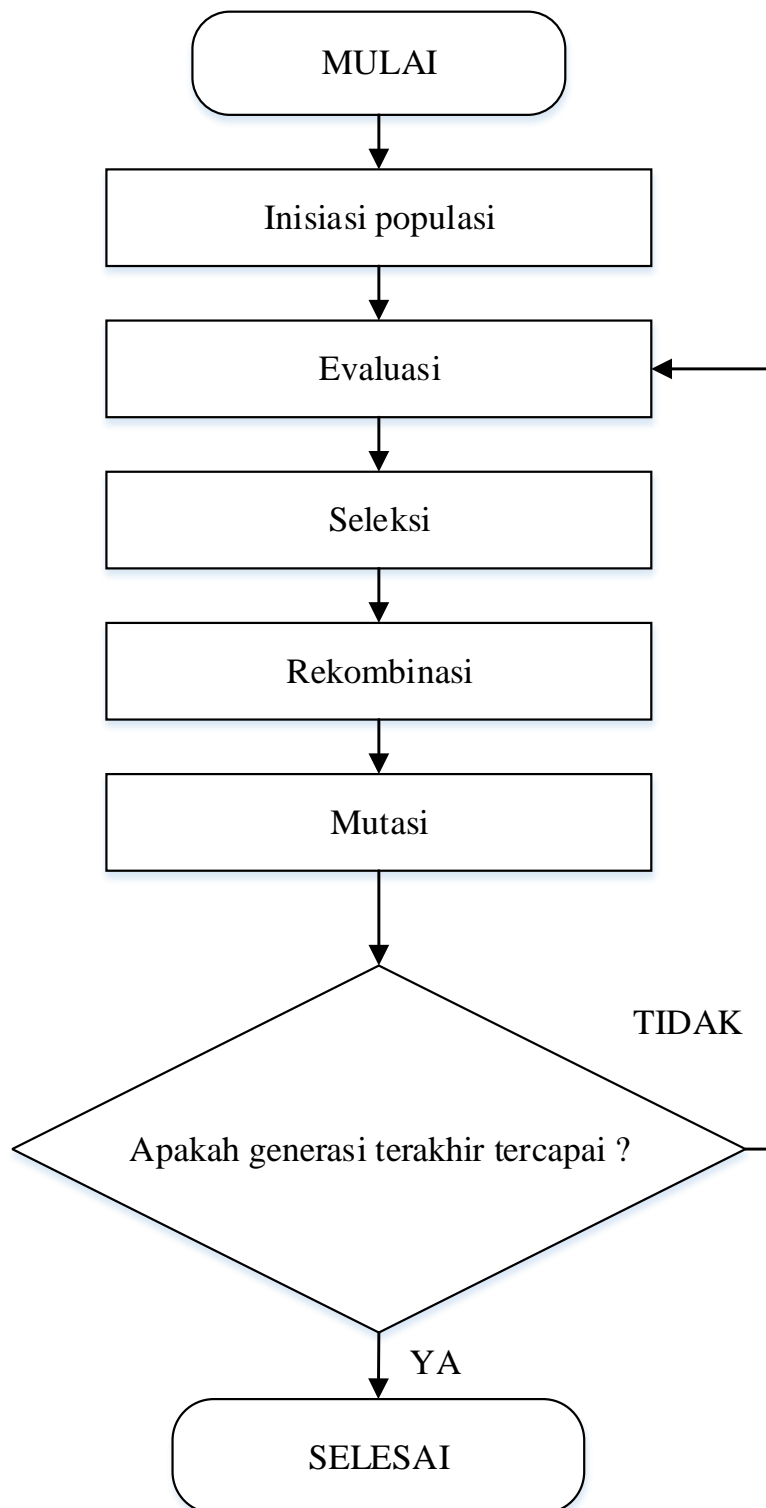 MULAI
Inisiasi populasi
Evaluasi
Seleksi
Rekombinasi
Mutasi
TIDAK
Apakah generasi terakhir tercapai ?
YA
SELESAI